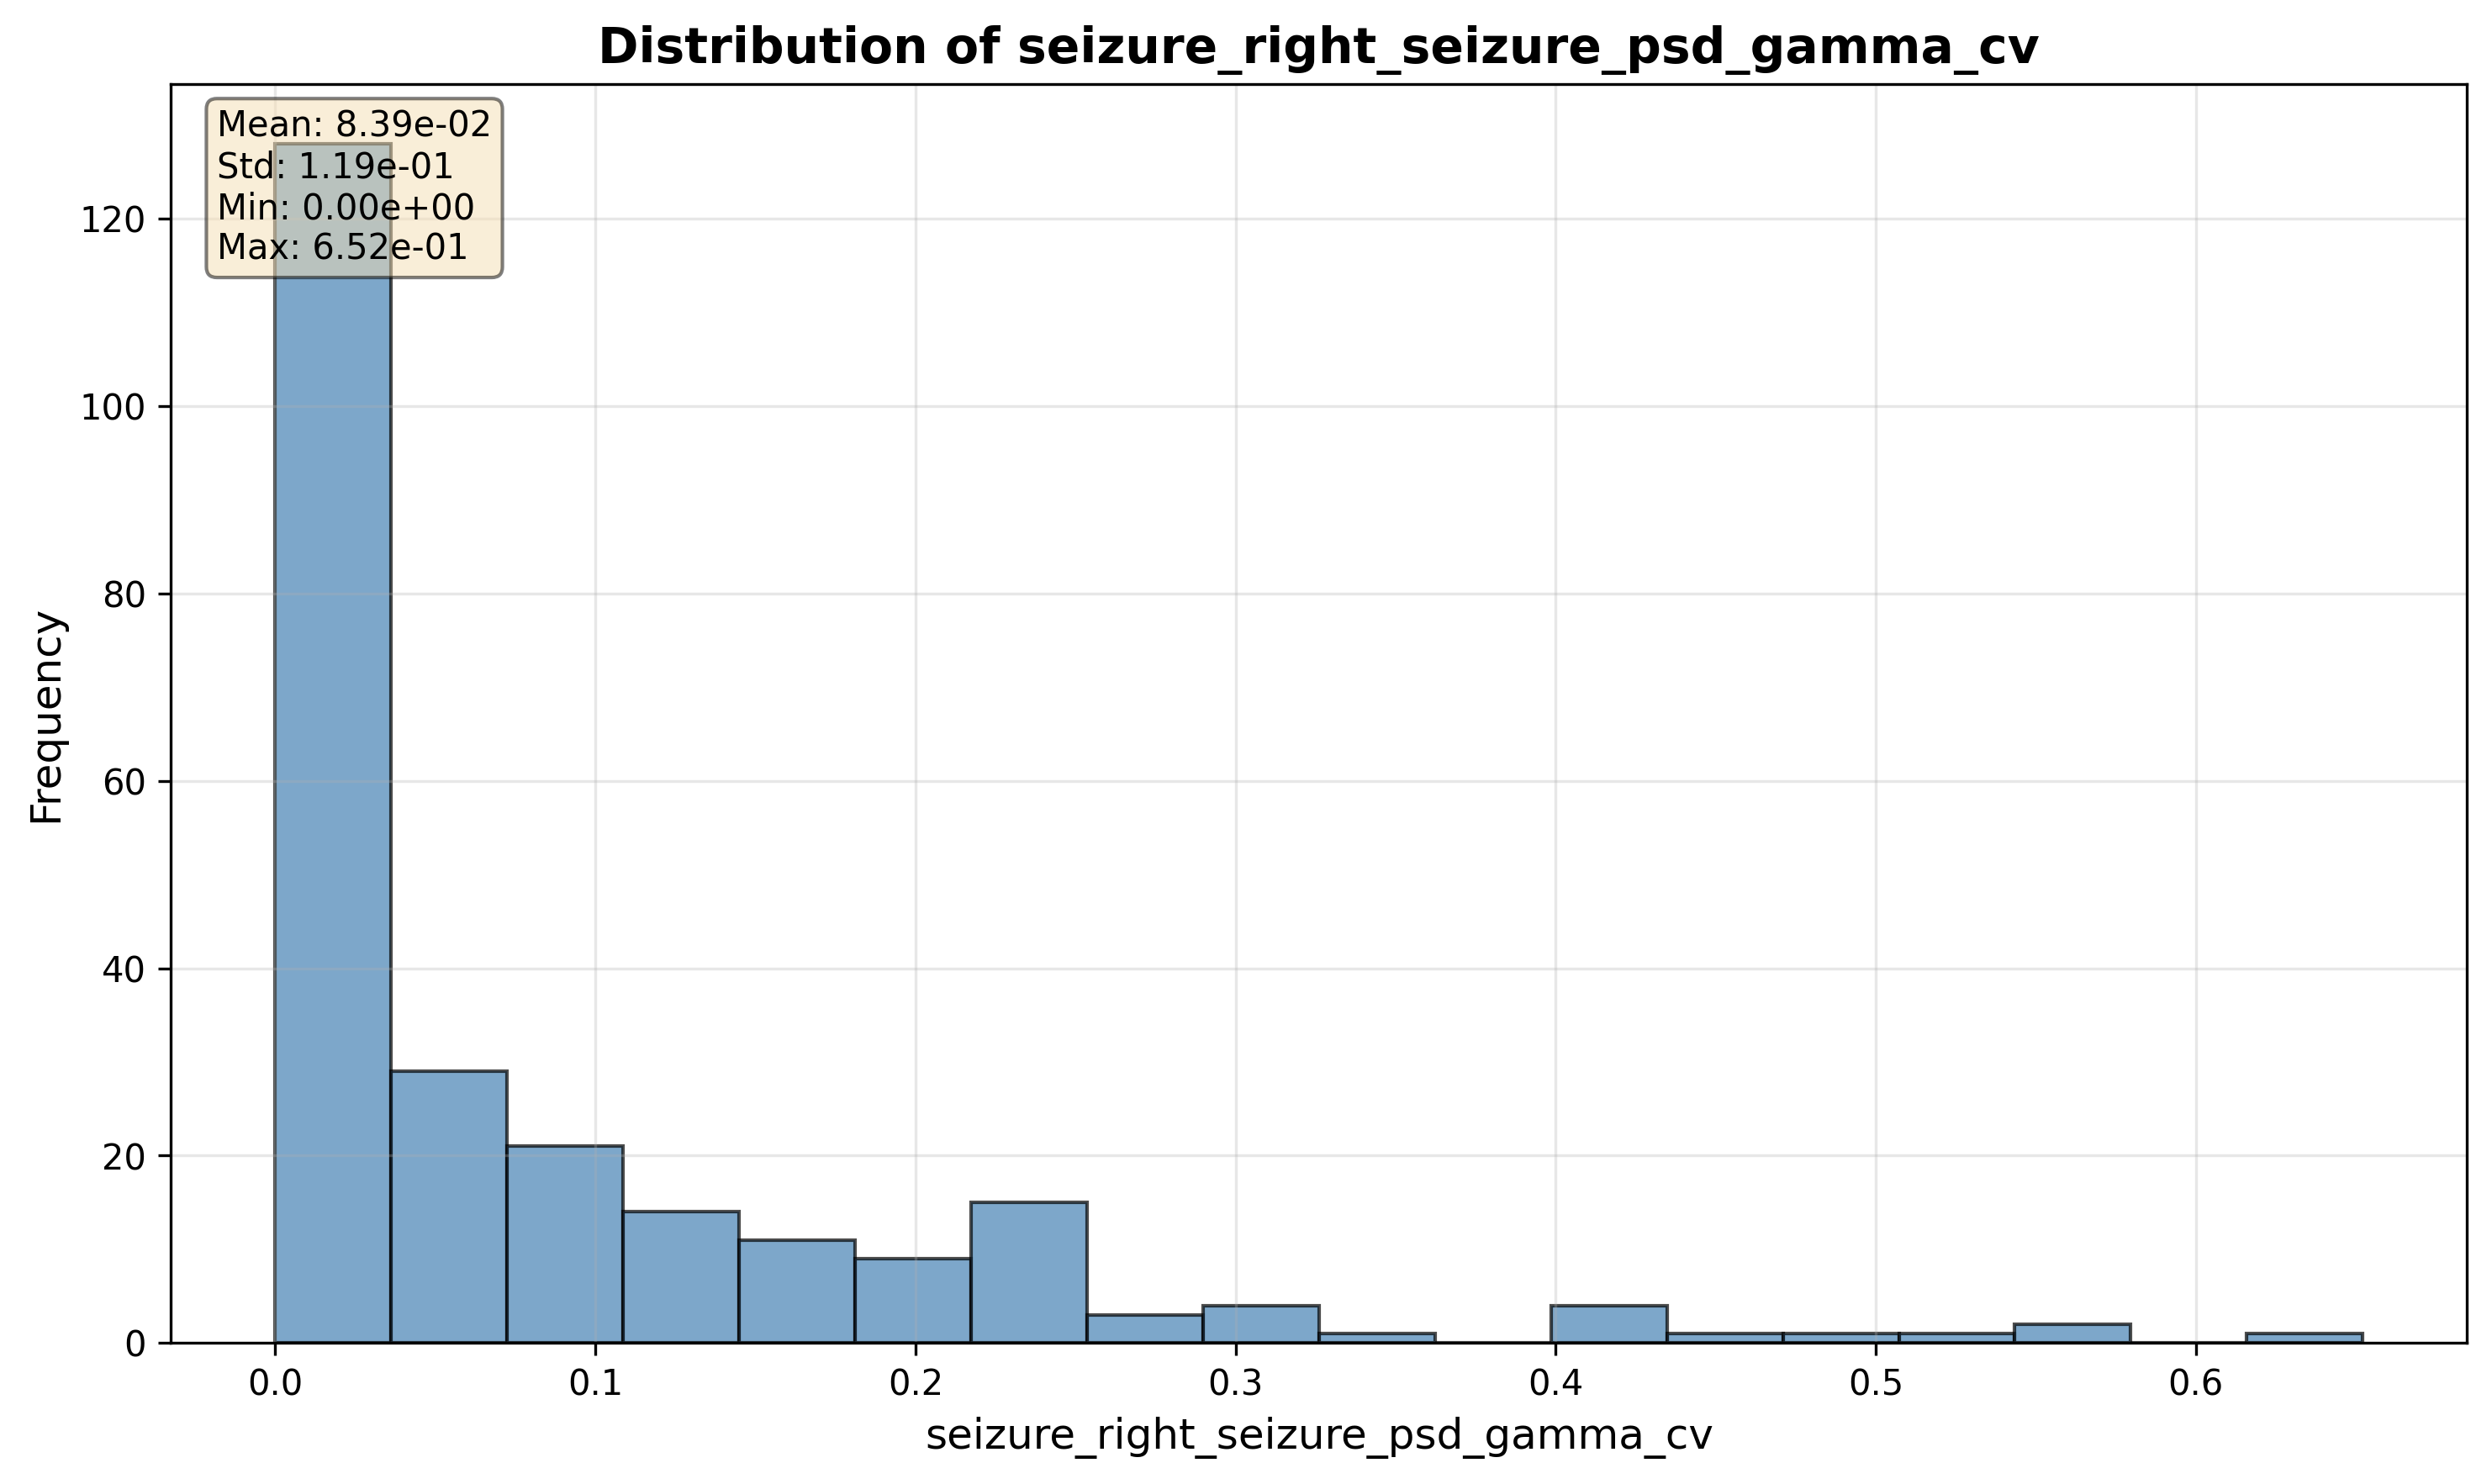 Distribution of seizure_right_seizure_psd_gamma_cv
Mean: 8.39e-02
Std: 1.19e-01
Min: 0.00e+00
Max: 6.52e-01
Frequency
120
100
80
60
40
20
0
0.0 0.1 0.2 0.3 0.4 0.5 0.6
seizure_right_seizure_psd_gamma_cv